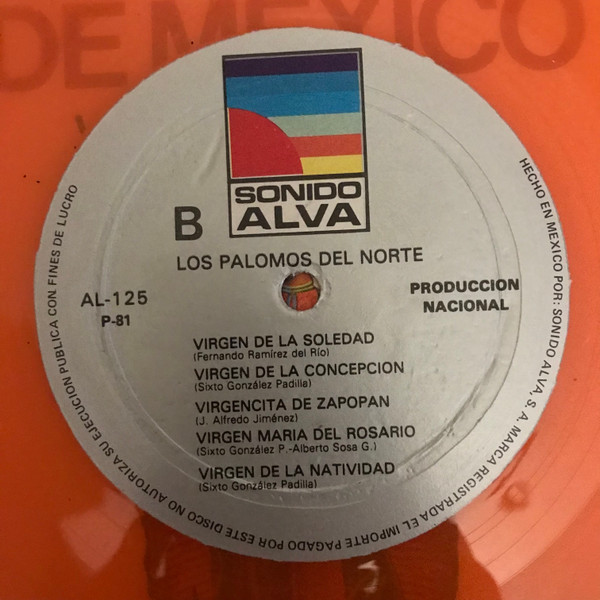 DE MEXICO
SONIDO
ALVA
B
LOS PALOMOS DEL NORTE
AL-125
P-81
PRODUCCION
NACIONAL
VIRGEN DE LA SOLEDAD
(Fernando Ramírez del Río)
VIRGEN DE LA CONCEPCION
(Sixto González Padilla)
VIRGENCITA DE ZAPOPAN
(J. Alfredo Jiménez)
VIRGEN MARIA DEL ROSARIO
(Sixto González P.-Alberto Sosa G.)
VIRGEN DE LA NATIVIDAD
(Sixto González Padilla)
HECHO EN MEXICO POR: SONIDO ALVA, S. A. MARCA REGISTRADA EL IMPORTE PAGADO POR ESTE DISCO NO AUTORIZA SU EJECUCION PUBLICA CON FINES DE LUCRO